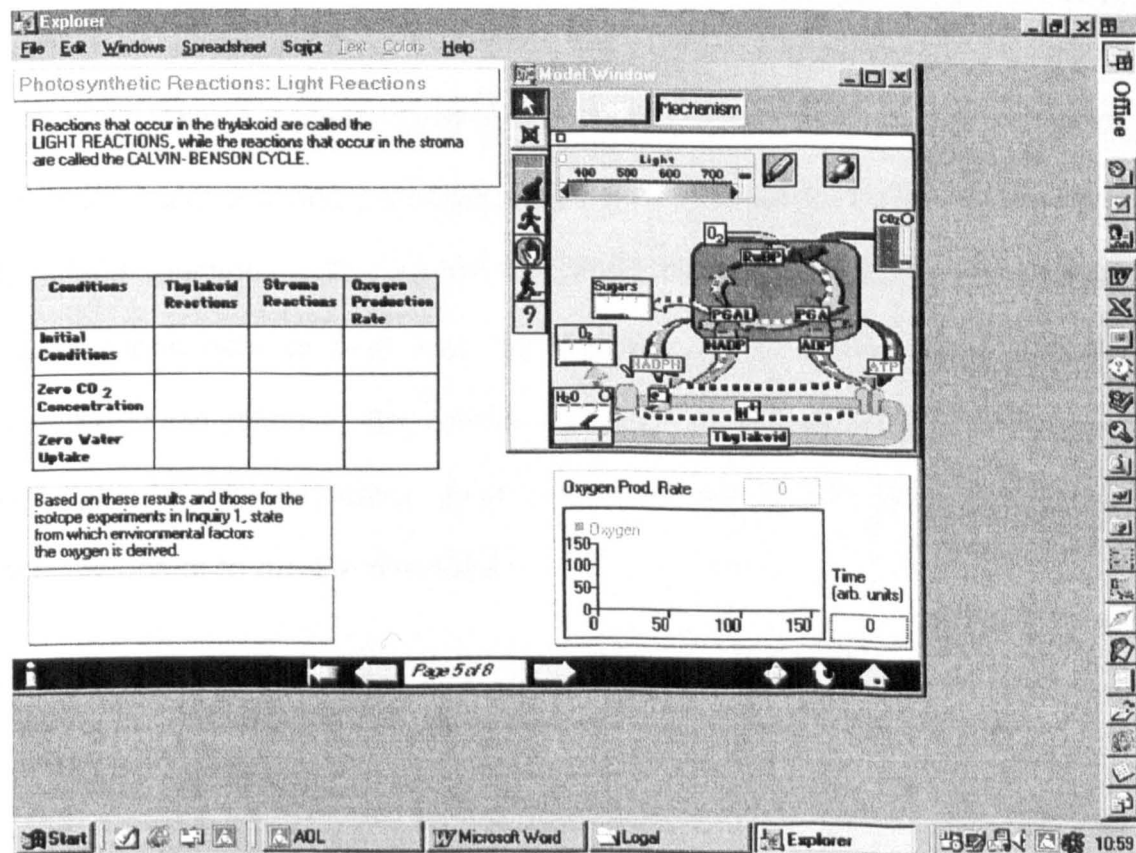 Explorer
File Edit Windows Spreadsheet Script Text Colors Help
Photosynthetic Reactions: Light Reactions
Reactions that occur in the thylakoid are called the
LIGHT REACTIONS, while the reactions that occur in the stroma
are called the CALVIN-BENSON CYCLE.
Conditions Thylakoid Reactions Stroma Reactions Oxygen Production Rate
Initial Conditions
Zero CO2 Concentration
Zero Water Uptake
Based on these results and those for the
isotope experiments in Inquiry 1, state
from which environmental factors
the oxygen is derived.
Model Window
Mechanism
Light
400 500 600 700
O2
CO2
RuBP
Sugars
PGAL PGA
O2
NADP ADP
NADPH ATP
H2O
H+
Thylakoid
?
Oxygen Prod. Rate 0
Oxygen
150
100
50
0
0 50 100 150
Time
(arb. units)
0
Page 5 of 8
Office
Start AOL Microsoft Word Logal Explorer 10:59